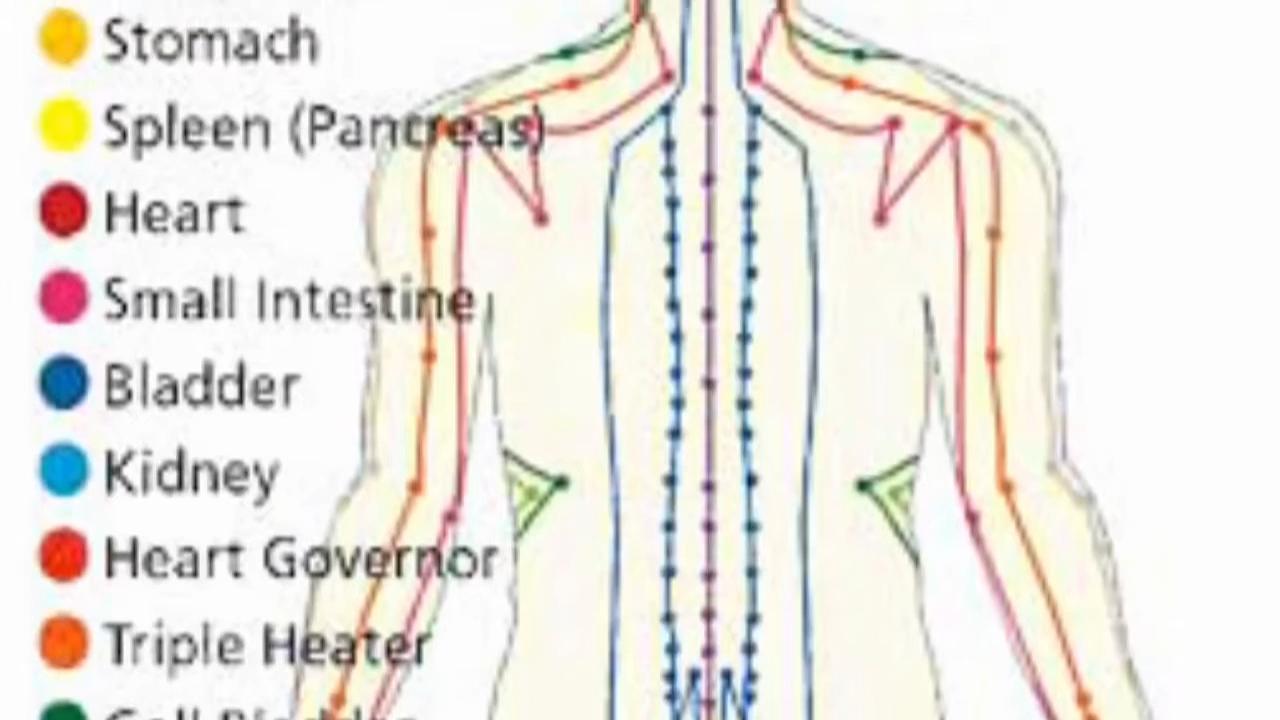 Stomach
Spleen (Pancreas)
Heart
Small Intestine
Bladder
Kidney
Heart Governor
Triple Heater